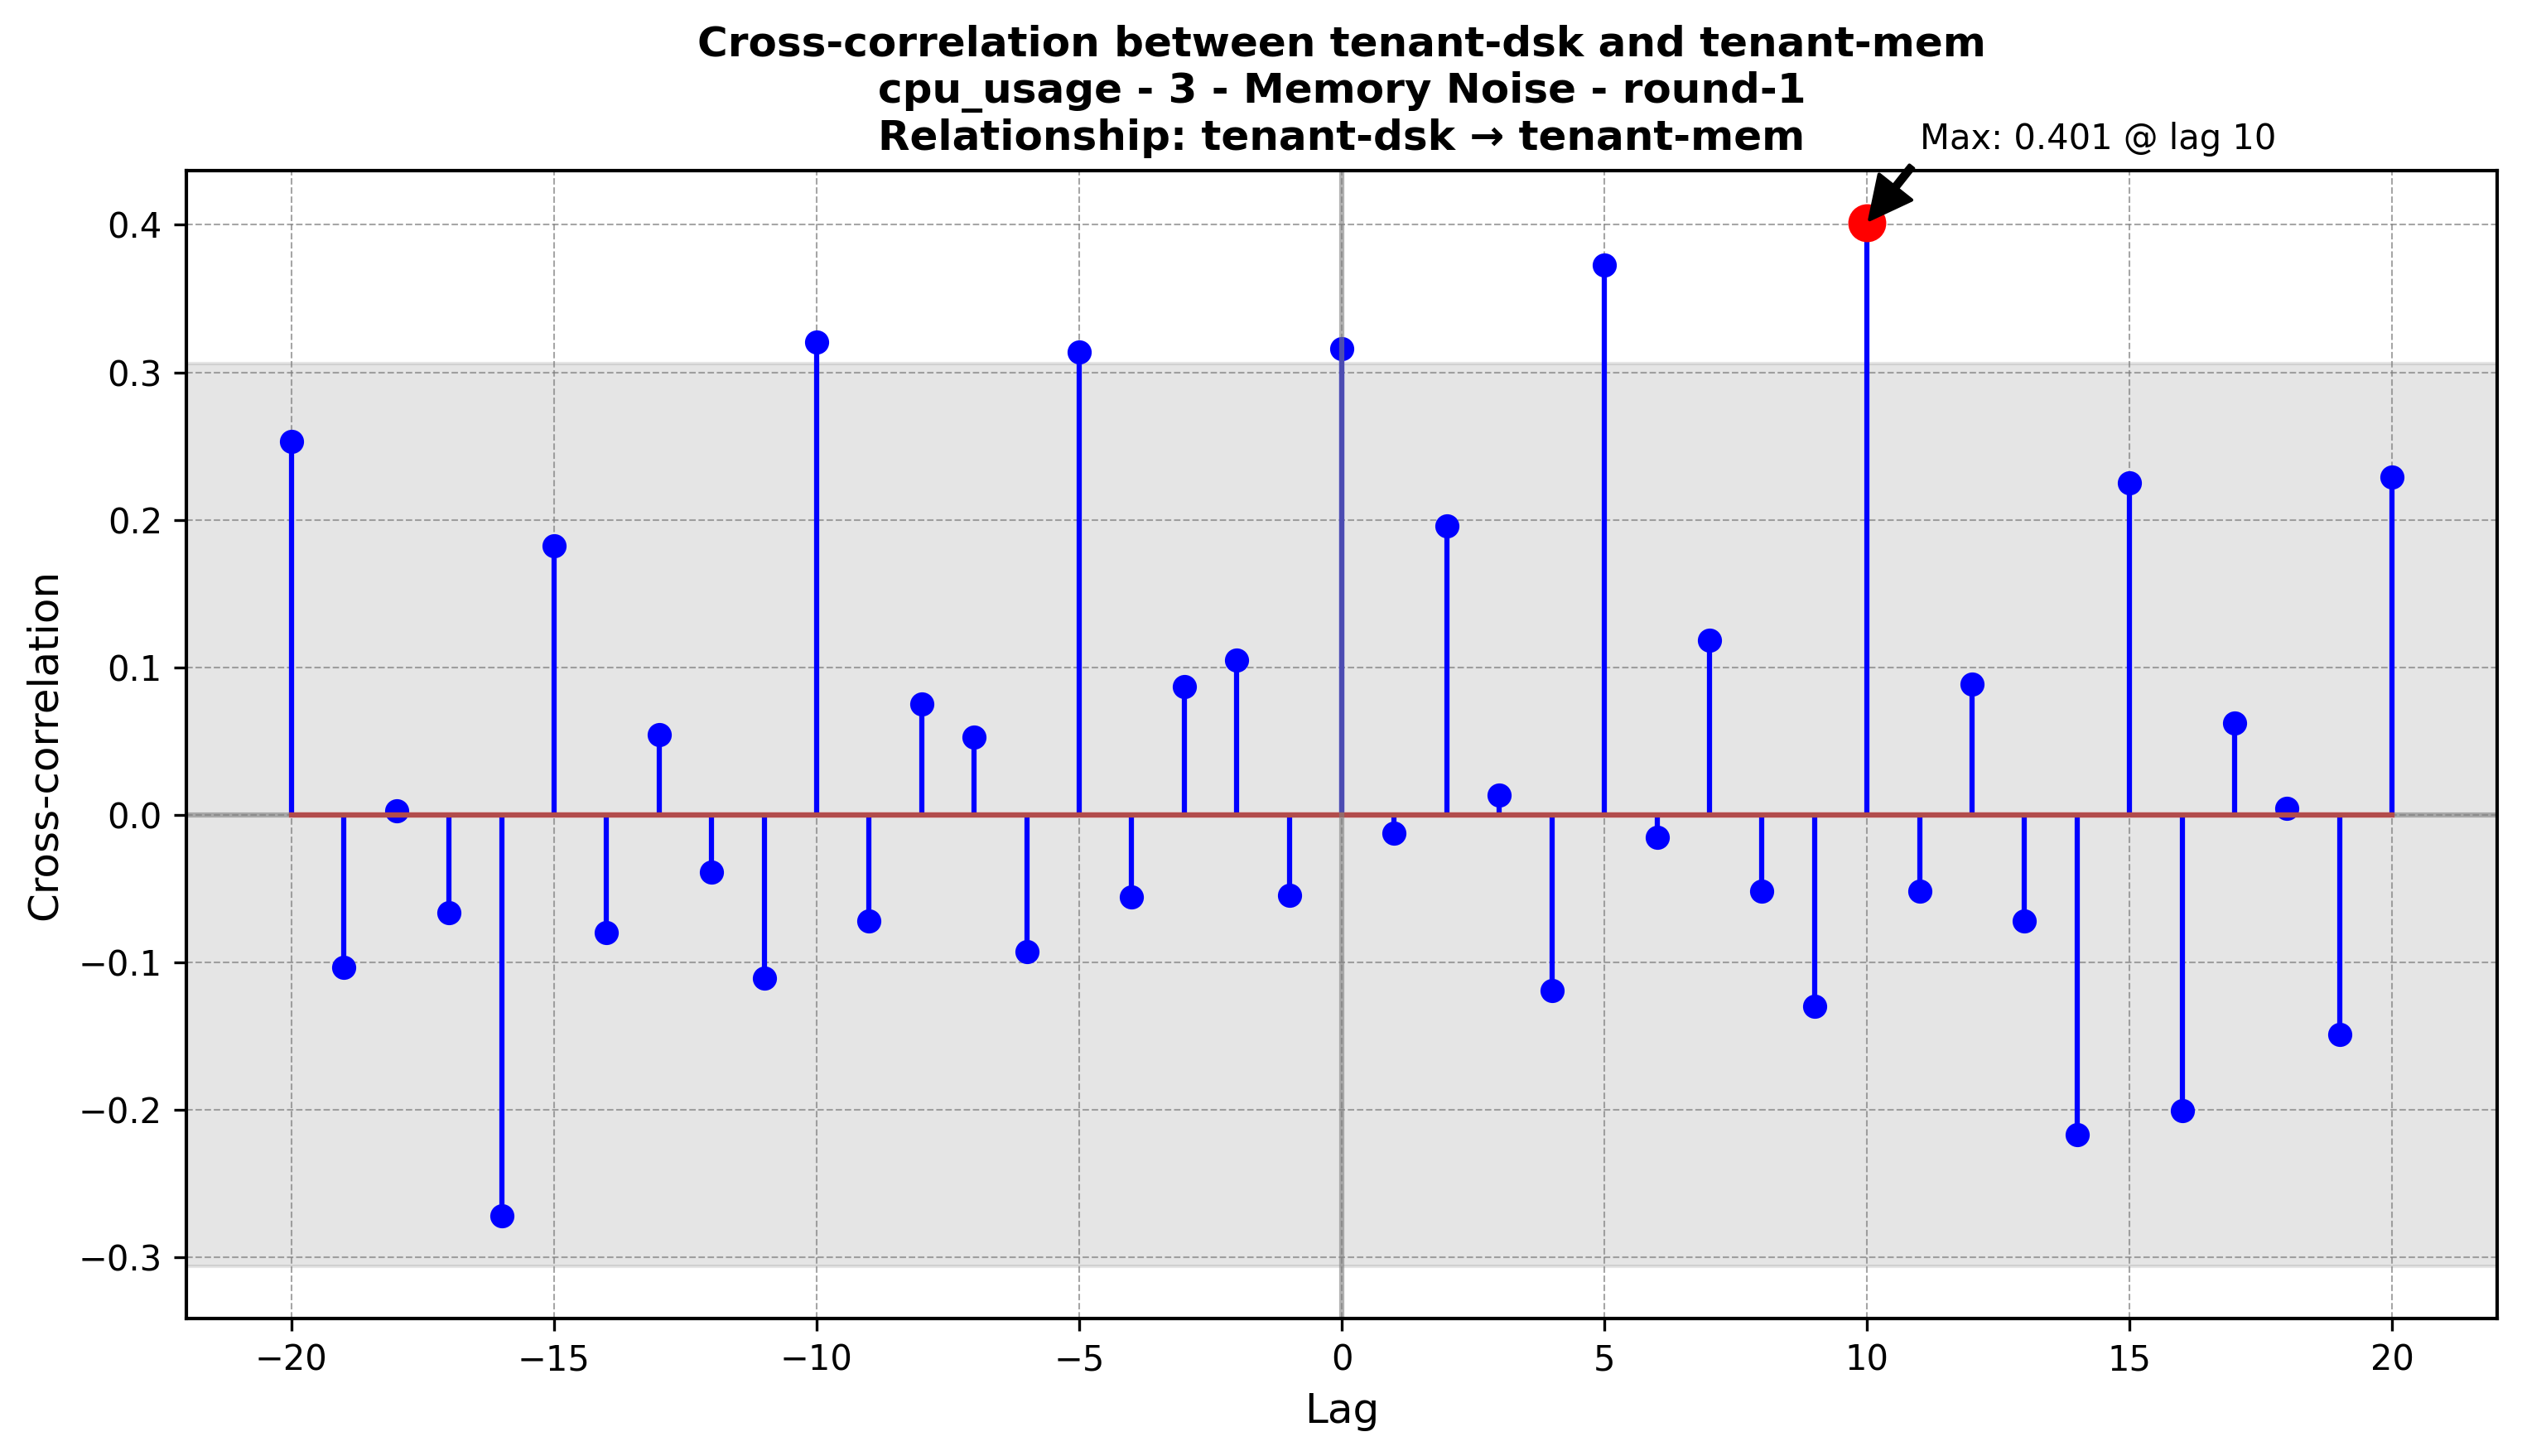 Cross-correlation between tenant-dsk and tenant-mem
cpu_usage - 3 - Memory Noise - round-1
Relationship: tenant-dsk → tenant-mem
Max: 0.401 @ lag 10
Cross-correlation
0.4
0.3
0.2
0.1
0.0
−0.1
−0.2
−0.3
−20 −15 −10 −5 0 5 10 15 20
Lag